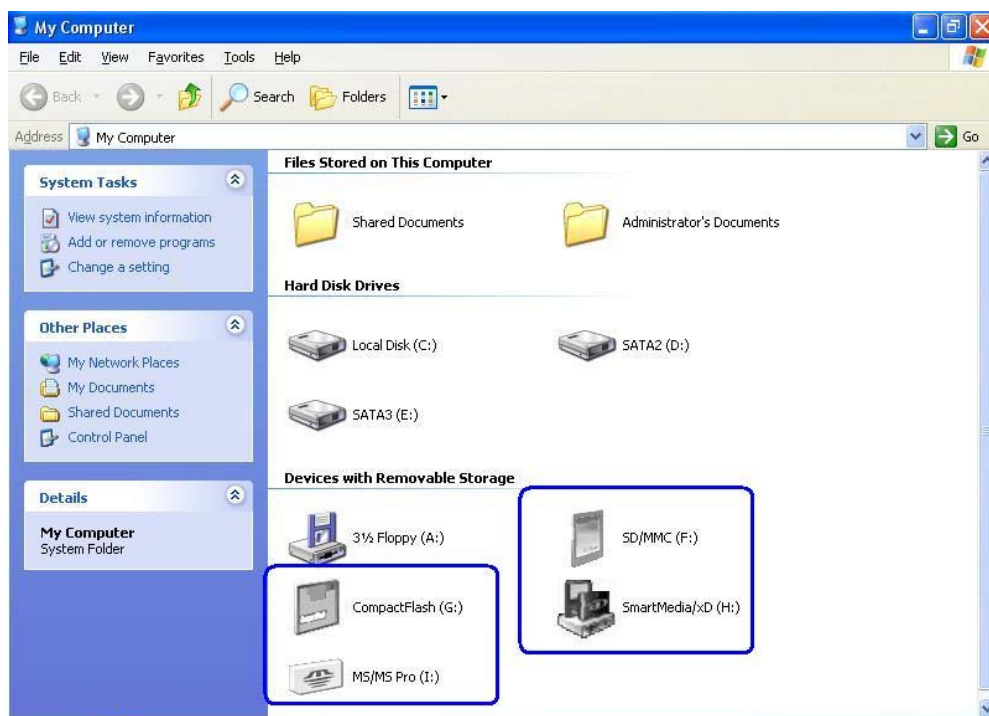 My Computer
File Edit View Favorites Tools Help
Back Search Folders
Address My Computer Go
System Tasks
View system information
Add or remove programs
Change a setting
Other Places
My Network Places
My Documents
Shared Documents
Control Panel
Details
My Computer
System Folder
Files Stored on This Computer
Shared Documents Administrator's Documents
Hard Disk Drives
Local Disk (C:) SATA2 (D:)
SATA3 (E:)
Devices with Removable Storage
3½ Floppy (A:) SD/MMC (F:)
CompactFlash (G:) SmartMedia/xD (H:)
MS/MS Pro (I:)